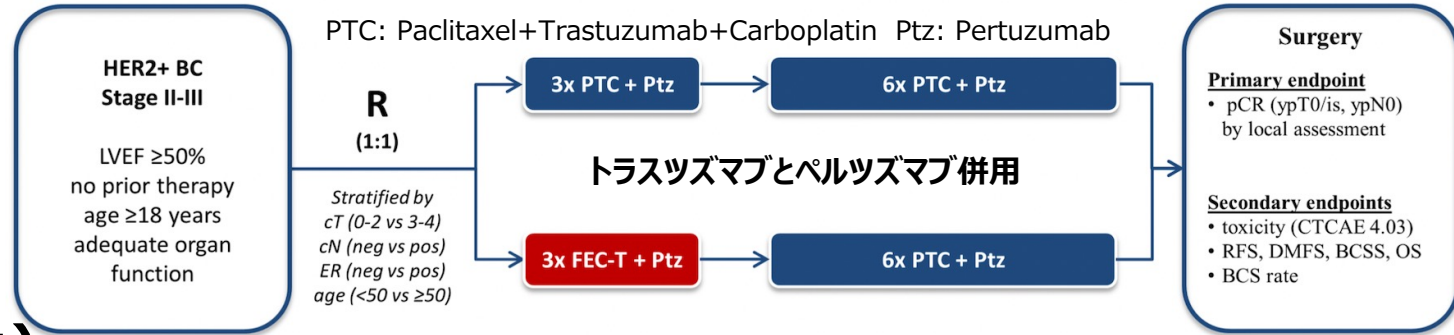 PTC: Paclitaxel+Trastuzumab+Carboplatin Ptz: Pertuzumab
HER2+ BC
Stage II-III
LVEF ≥50%
no prior therapy
age ≥18 years
adequate organ
function
R
(1:1)
Stratified by
cT (0-2 vs 3-4)
cN (neg vs pos)
ER (neg vs pos)
age (<50 vs ≥50)
3x PTC + Ptz
6x PTC + Ptz
トラスツズマブとペルツズマブ併用
3x FEC-T + Ptz
6x PTC + Ptz
Surgery
Primary endpoint
• pCR (ypT0/is, ypN0)
by local assessment
Secondary endpoints
• toxicity (CTCAE 4.03)
• RFS, DMFS, BCSS, OS
• BCS rate